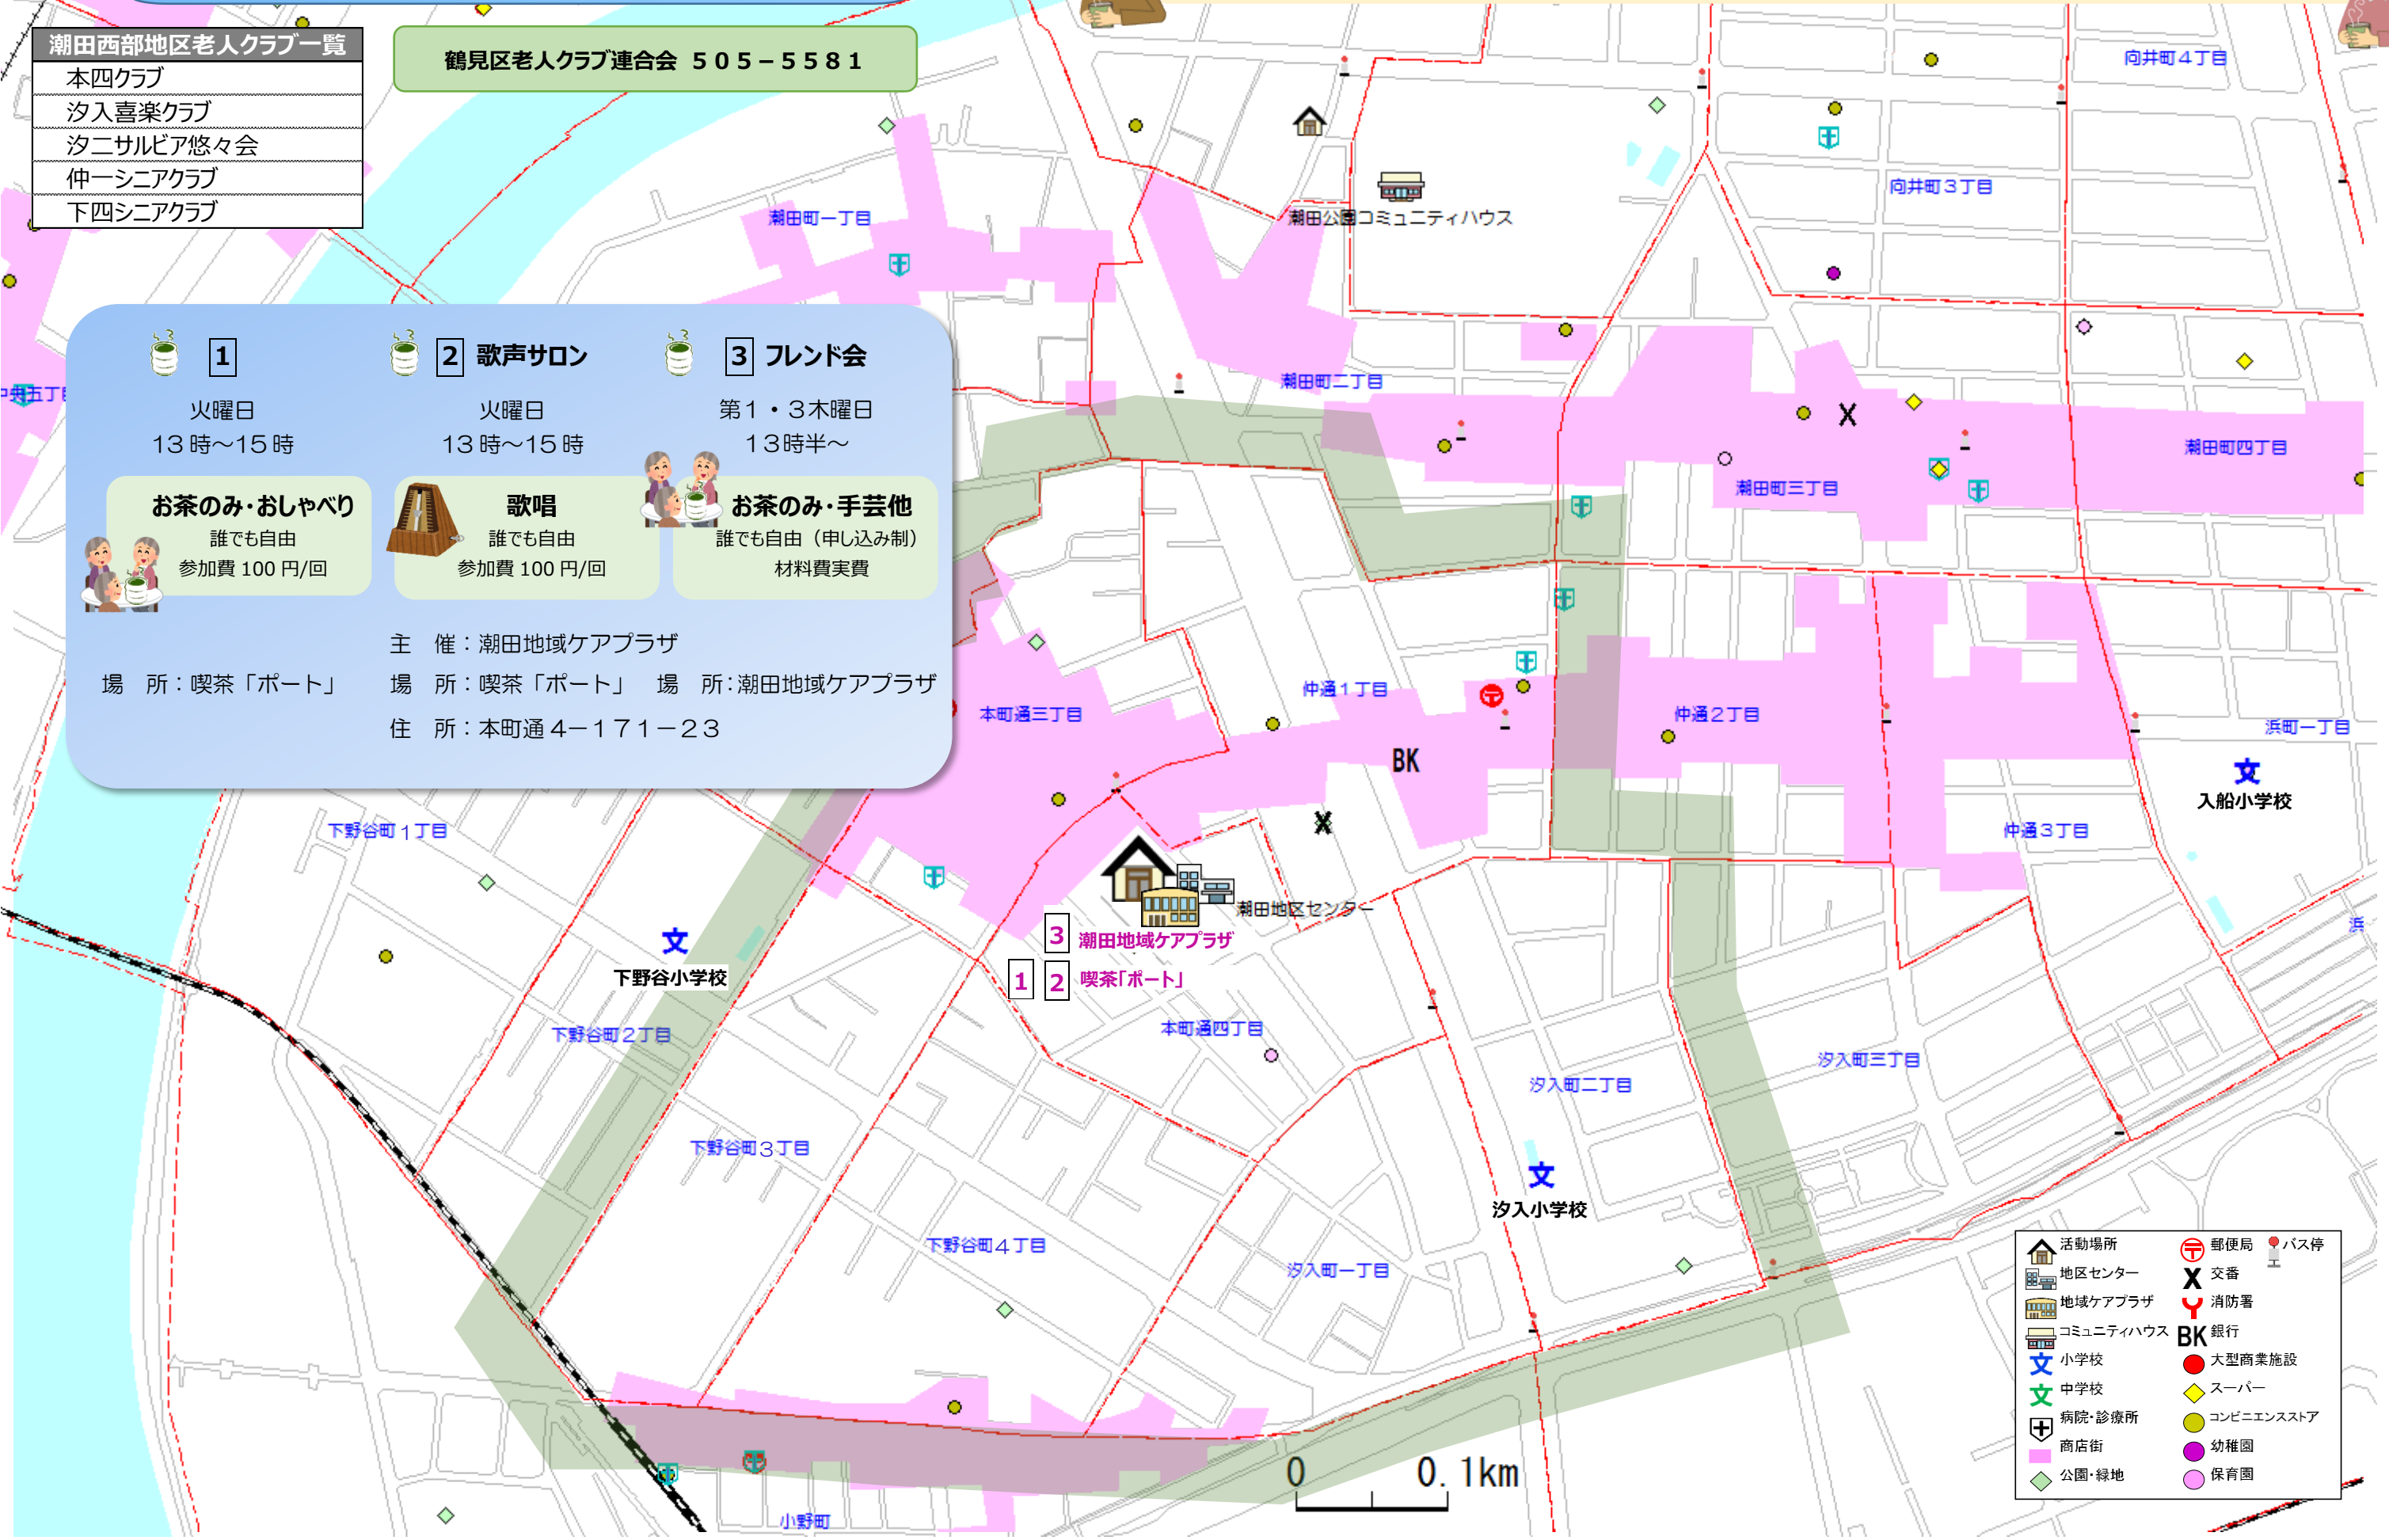 潮田西部地区老人クラブ一覧
本四クラブ
汐入喜楽クラブ
汐二サルビア悠々会
仲一シニアクラブ
下四シニアクラブ
鶴見区老人クラブ連合会 ５０５－５５８１
向井町４丁目
向井町３丁目
潮田町一丁目
潮田公園コミュニティハウス
潮田町二丁目
潮田町三丁目
潮田町四丁目
中央五丁目
1
火曜日
13時～15時
お茶のみ・おしゃべり
誰でも自由
参加費 100 円/回
場　所：喫茶「ポート」
2 歌声サロン
火曜日
13時～15時
歌唱
誰でも自由
参加費 100 円/回
主　催：潮田地域ケアプラザ
場　所：喫茶「ポート」
住　所：本町通４－１７１－２３
3 フレンド会
第１・３木曜日
13時半～
お茶のみ・手芸他
誰でも自由（申し込み制）
材料費実費
場　所：潮田地域ケアプラザ
本町通三丁目
仲通１丁目
仲通２丁目
浜町一丁目
BK
入船小学校
仲通３丁目
下野谷町１丁目
潮田地区センター
3 潮田地域ケアプラザ
1 2 喫茶「ポート」
浜
文
下野谷小学校
下野谷町２丁目
本町通四丁目
汐入町二丁目
汐入町三丁目
下野谷町３丁目
文
汐入小学校
下野谷町４丁目
汐入町一丁目
小野町
0 0.1km
活動場所
地区センター
地域ケアプラザ
コミュニティハウス
文 小学校
文 中学校
病院・診療所
商店街
公園・緑地
郵便局
バス停
X 交番
消防署
BK 銀行
大型商業施設
スーパー
コンビニエンスストア
幼稚園
保育園